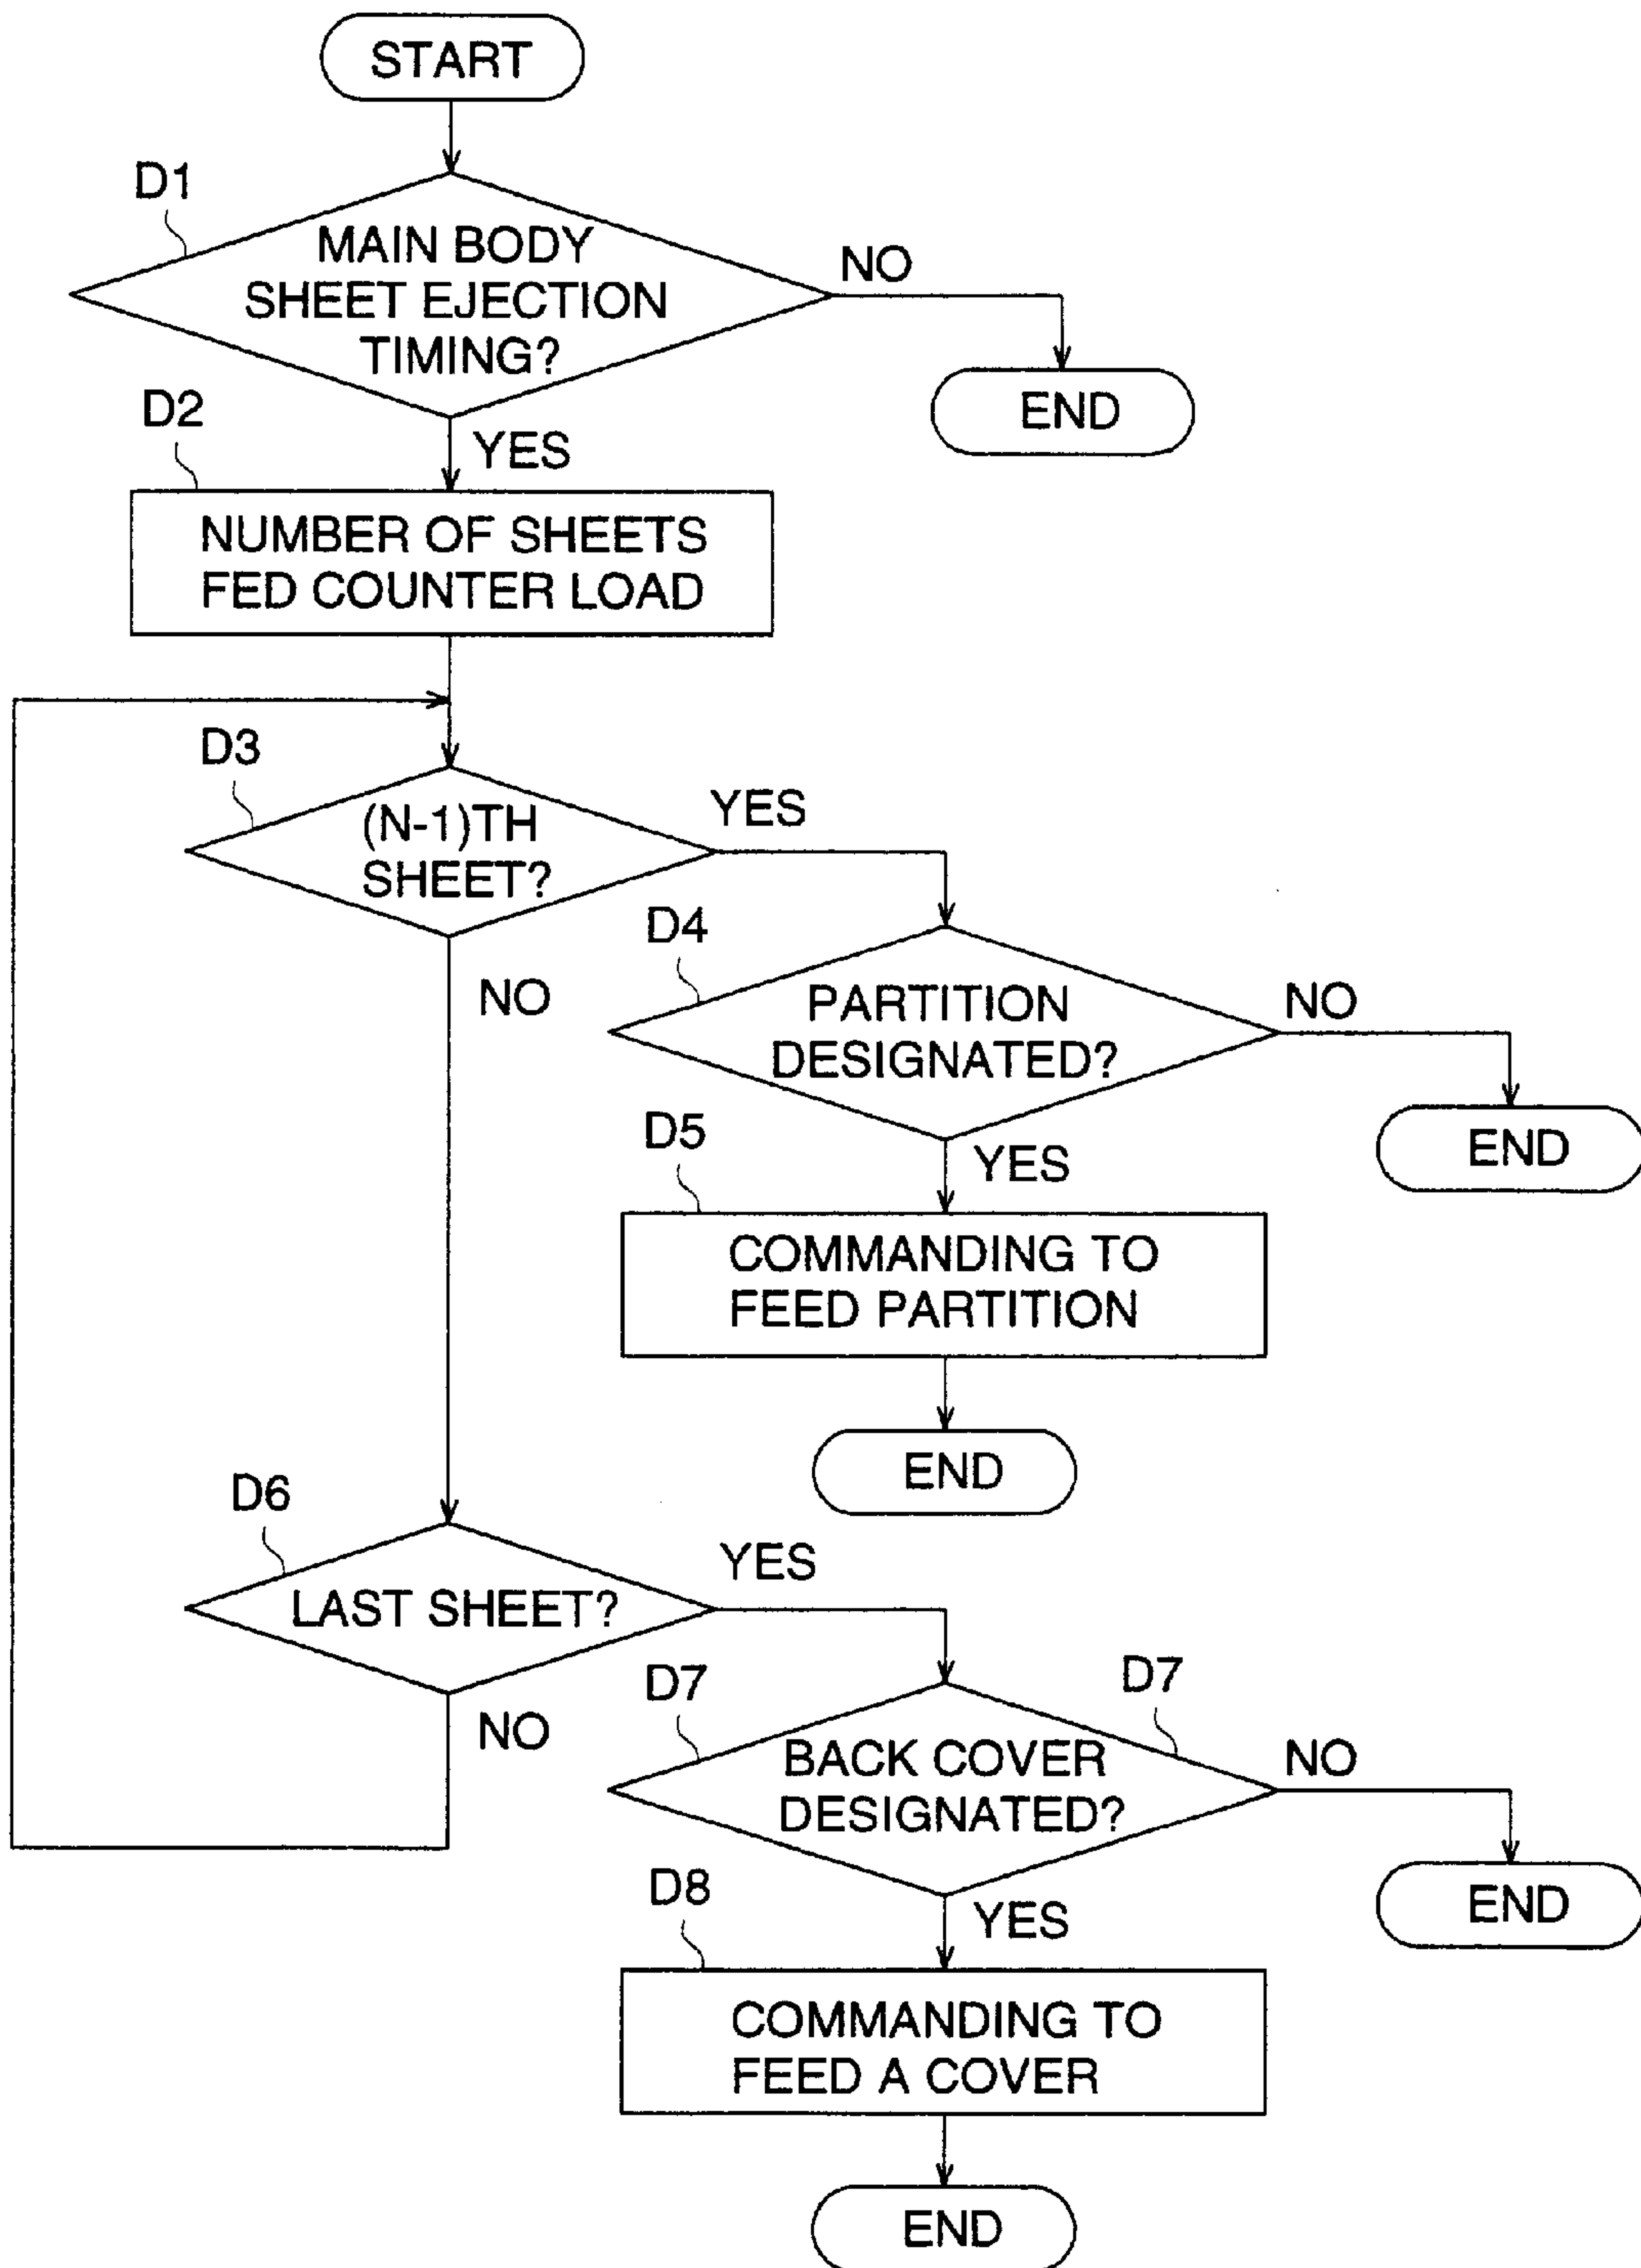 START
D1
MAIN BODY
SHEET EJECTION
TIMING?
NO
END
D2
YES
NUMBER OF SHEETS
FED COUNTER LOAD
D3
(N-1)TH
SHEET?
YES
NO
D4
PARTITION
DESIGNATED?
NO
END
D5
YES
COMMANDING TO
FEED PARTITION
END
D6
LAST SHEET?
YES
NO
D7
D7
BACK COVER
DESIGNATED?
NO
END
D8
YES
COMMANDING TO
FEED A COVER
END